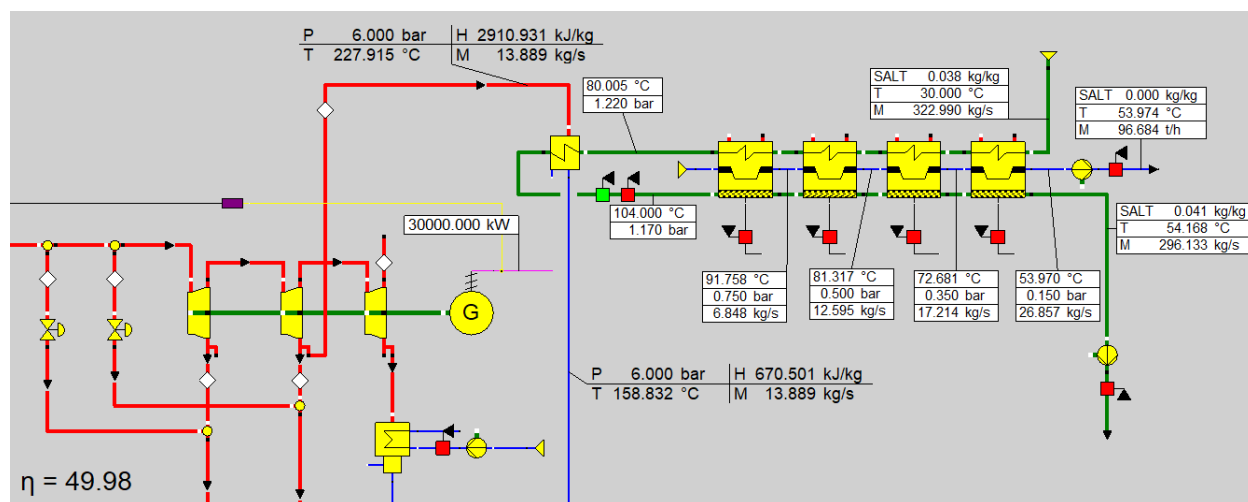 P 6.000 bar H 2910.931 kJ/kg
T 227.915 °C M 13.889 kg/s
80.005 °C
1.220 bar
SALT 0.038 kg/kg
T 30.000 °C
M 322.990 kg/s
SALT 0.000 kg/kg
T 53.974 °C
M 96.684 t/h
104.000 °C
1.170 bar
30000.000 kW
SALT 0.041 kg/kg
T 54.168 °C
M 296.133 kg/s
91.758 °C
0.750 bar
6.848 kg/s
81.317 °C
0.500 bar
12.595 kg/s
72.681 °C
0.350 bar
17.214 kg/s
53.970 °C
0.150 bar
26.857 kg/s
G
P 6.000 bar H 670.501 kJ/kg
T 158.832 °C M 13.889 kg/s
η = 49.98